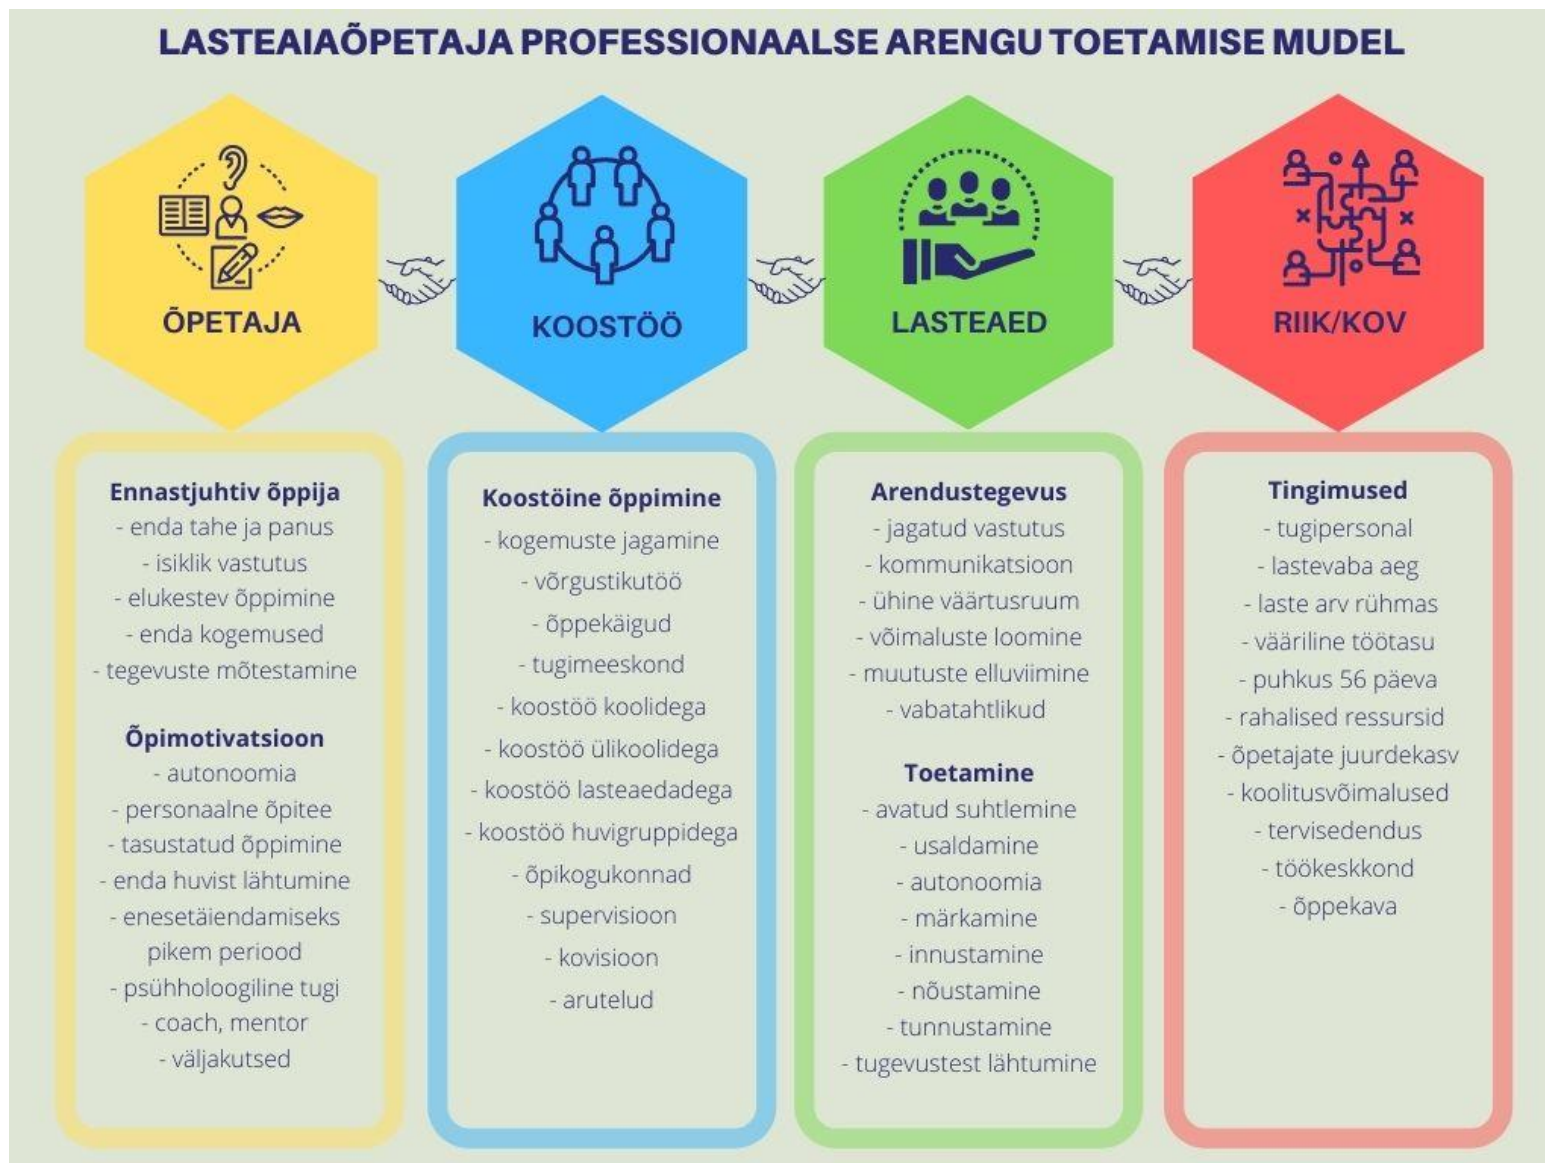 LASTEAIAÕPETAJA PROFESSIONAALSE ARENGU TOETAMISE MUDEL
ÕPETAJA
Ennastjuhtiv õppija
- enda tahe ja panus
- isiklik vastutus
- elukestev õppimine
- enda kogemused
- tegevuste mõtestamine
Õpimotivatsioon
- autonoomia
- personaalne õpitee
- tasustatud õppimine
- enda huvist lähtumine
- enesetäiendamiseks
pikem periood
- psühholoogiline tugi
- coach, mentor
- väljakutsed
KOOSTÖÖ
Koostöine õppimine
- kogemuste jagamine
- võrgustikutöö
- õppekäigud
- tugimeeskond
- koostöö koolidega
- koostöö ülikoolidega
- koostöö lasteaedadega
- koostöö huvigruppidega
- õpikogukonnad
- supervisioon
- kovisioon
- arutelud
LASTEAED
Arendustegevus
- jagatud vastutus
- kommunikatsioon
- ühine väärtusruum
- võimaluste loomine
- muutuste elluviimine
- vabatahtlikud
Toetamine
- avatud suhtlemine
- usaldamine
- autonoomia
- märkamine
- innustamine
- nõustamine
- tunnustamine
- tugevustest lähtumine
RIIK/KOV
Tingimused
- tugipersonal
- lastevaba aeg
- laste arv rühmas
- vääriline töötasu
- puhkus 56 päeva
- rahalised ressursid
- õpetajate juurdekasv
- koolitusvõimalused
- tervisedendus
- töökeskkond
- õppekava